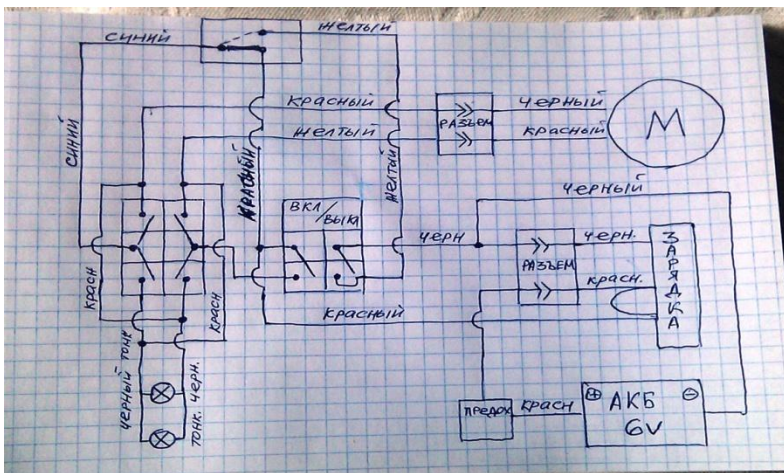 СИНИЙ
ЖЕЛТЫЙ
КРАСНЫЙ
ЧЕРНЫЙ
РАЗЪЕМ
М
ЖЕЛТЫЙ
КРАСНЫЙ
СИНИЙ
КРАСНЫЙ
ЖЕЛТЫЙ
ЧЕРНЫЙ
ВКЛ/
ВЫКЛ
ЧЕРН
ЧЕРН.
РАЗЪЕМ
КРАСН.
ЗАРЯДКА
КРАСН
КРАСН
КРАСНЫЙ
ЧЕРНЫЙ ТОНК
ТОНК. ЧЕРН.
ПРЕДОХ
КРАСН
+ АКБ -
6V